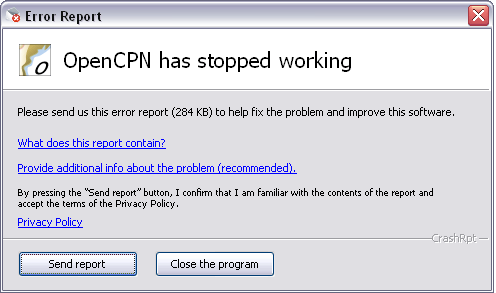 Error Report
OpenCPN has stopped working
Please send us this error report (284 KB) to help fix the problem and improve this software.
What does this report contain?
Provide additional info about the problem (recommended).
By pressing the "Send report" button, I confirm that I am familiar with the contents of the report and
accept the terms of the Privacy Policy.
Privacy Policy
CrashRpt
Send report
Close the program